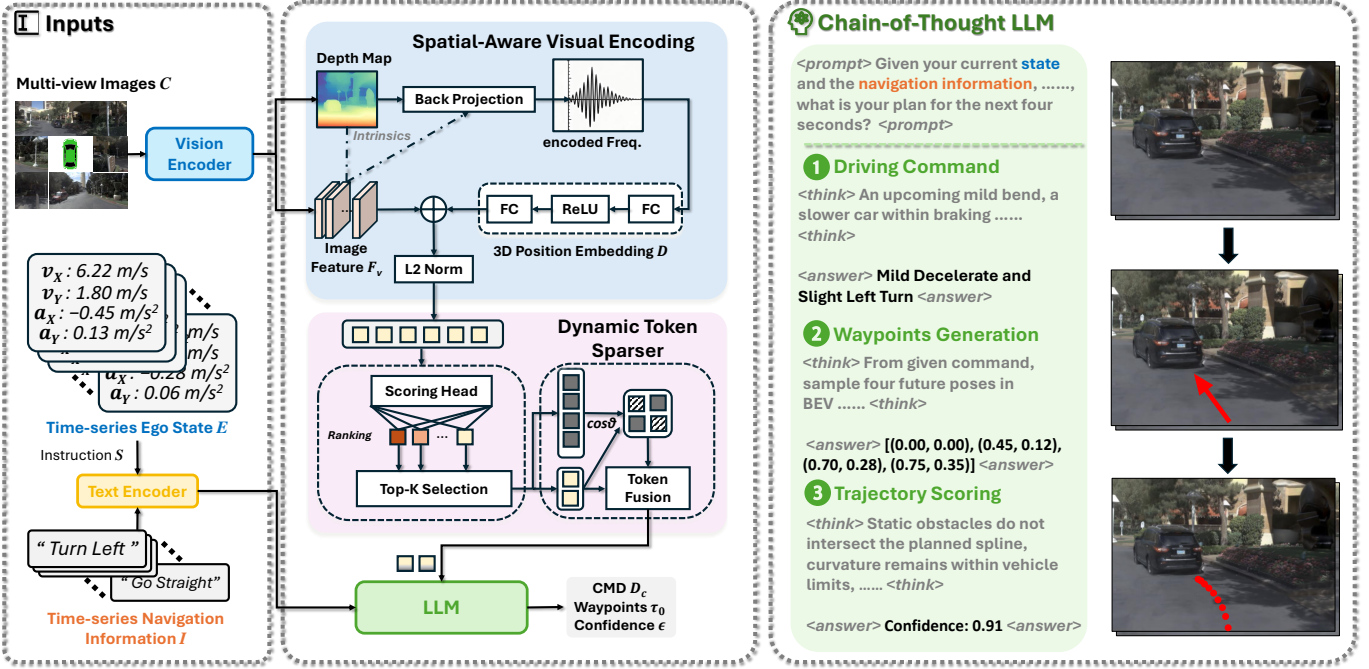 Inputs
Multi-view Images C
Vision
Encoder
v_X : 6.22 m/s
v_Y : 1.80 m/s
a_X : −0.45 m/s²
a_Y : 0.13 m/s²
m/s
m/s
a_X : −0.28 m/s²
a_Y : 0.06 m/s²
Time-series Ego State E
Instruction S
Text Encoder
“ Turn Left ”
“ Go Straight”
Time-series Navigation
Information I
Spatial-Aware Visual Encoding
Depth Map
Back Projection
Intrinsics
encoded Freq.
...
FC
ReLU
FC
Image
Feature F_v
3D Position Embedding D
L2 Norm
Dynamic Token
Sparser
Scoring Head
Ranking
...
Top-K Selection
cosθ
Token
Fusion
LLM
CMD D_c
Waypoints τ_0
Confidence ϵ
Chain-of-Thought LLM
<prompt> Given your current state
and the navigation information, ……,
what is your plan for the next four
seconds? <prompt>
1 Driving Command
<think> An upcoming mild bend, a
slower car within braking ……
<think>
<answer> Mild Decelerate and
Slight Left Turn <answer>
2 Waypoints Generation
<think> From given command,
sample four future poses in
BEV …… <think>
<answer> [(0.00, 0.00), (0.45, 0.12),
(0.70, 0.28), (0.75, 0.35)] <answer>
3 Trajectory Scoring
<think> Static obstacles do not
intersect the planned spline,
curvature remains within vehicle
limits, …… <think>
<answer> Confidence: 0.91 <answer>